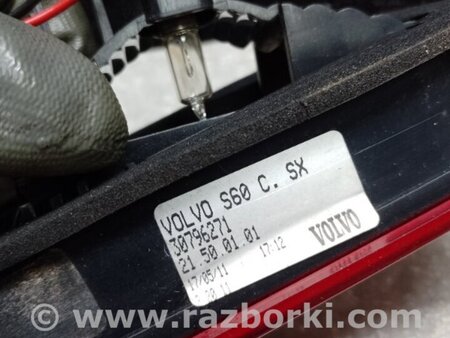 VOLVO S60 C. SX
30796271
21.50.01.01
17/05/11 17:12
VOLVO
www.razborki.com